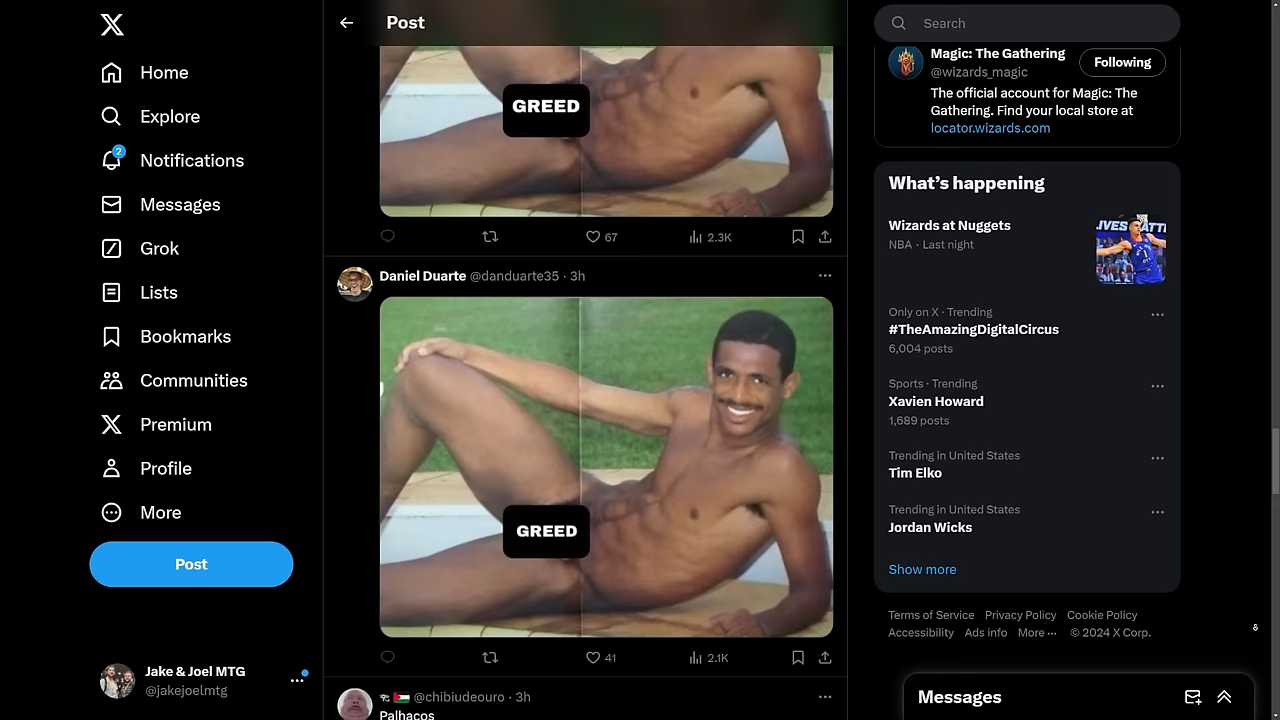 Home
Explore
2
Notifications
Messages
Grok
Lists
Bookmarks
Communities
Premium
Profile
More
Post
Jake & Joel MTG
@jakejoelmtg
Post
GREED
67
2.3K
Daniel Duarte @danduarte35 · 3h
GREED
41
2.1K
@chibiudeouro · 3h
Palhaços
Search
Magic: The Gathering
@wizards_magic
Following
The official account for Magic: The
Gathering. Find your local store at
locator.wizards.com
What's happening
Wizards at Nuggets
NBA · Last night
Only on X · Trending
#TheAmazingDigitalCircus
6,004 posts
Sports · Trending
Xavien Howard
1,689 posts
Trending in United States
Tim Elko
Trending in United States
Jordan Wicks
Show more
Terms of Service Privacy Policy Cookie Policy
Accessibility Ads info More ··· © 2024 X Corp.
Messages